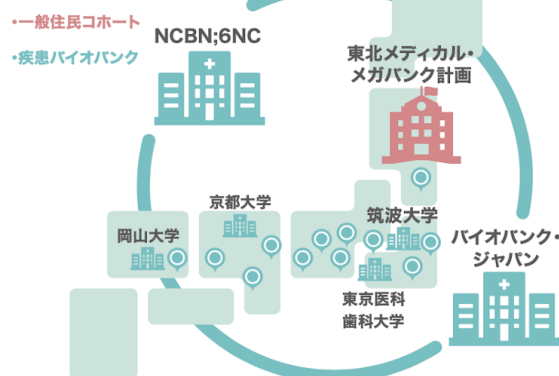 ・一般住民コホート
・疾患バイオバンク
NCBN;6NC
東北メディカル・
メガバンク計画
京都大学
岡山大学
筑波大学
バイオバンク・
ジャパン
東京医科
歯科大学